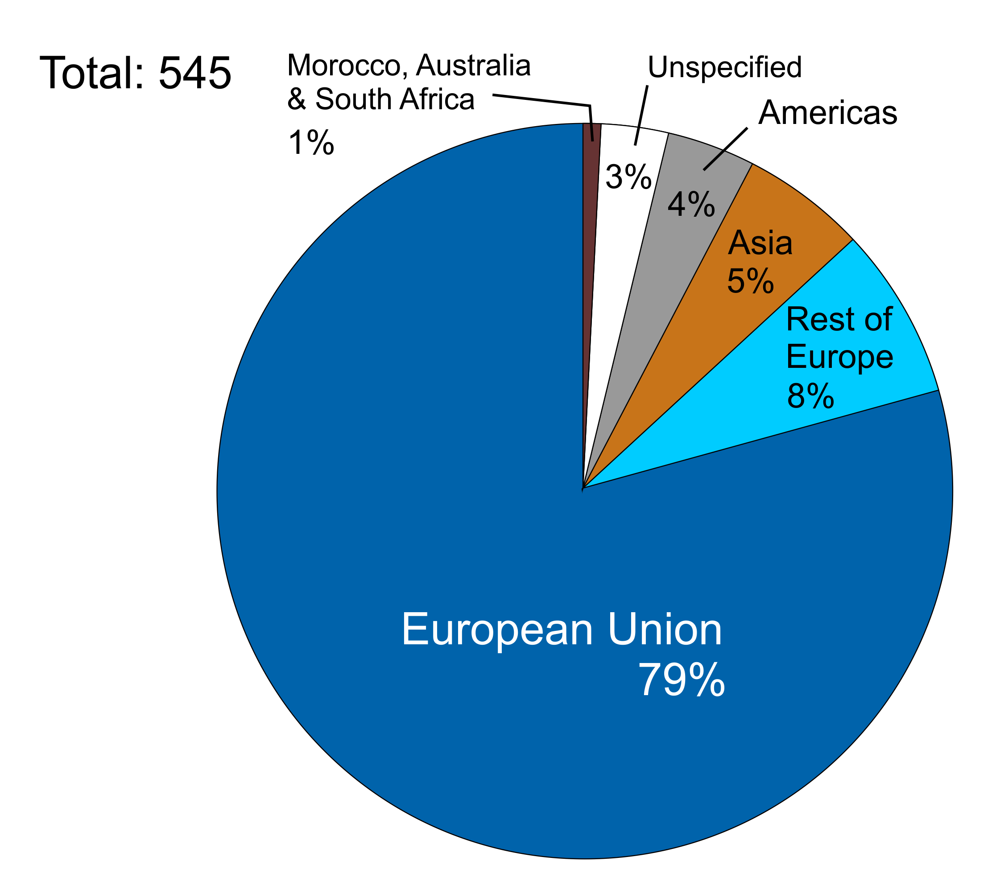 Total: 545
Morocco, Australia
& South Africa
1%
Unspecified
3%
Americas
4%
Asia
5%
Rest of
Europe
8%
European Union
79%